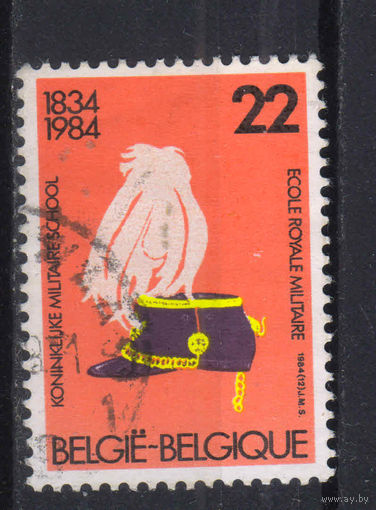 1834
1984
22
KONINKLIJKE MILITAIRE SCHOOL
ECOLE ROYALE MILITAIRE
1984(12)J.M.S.
BELGIË-BELGIQUE
www.ay.by